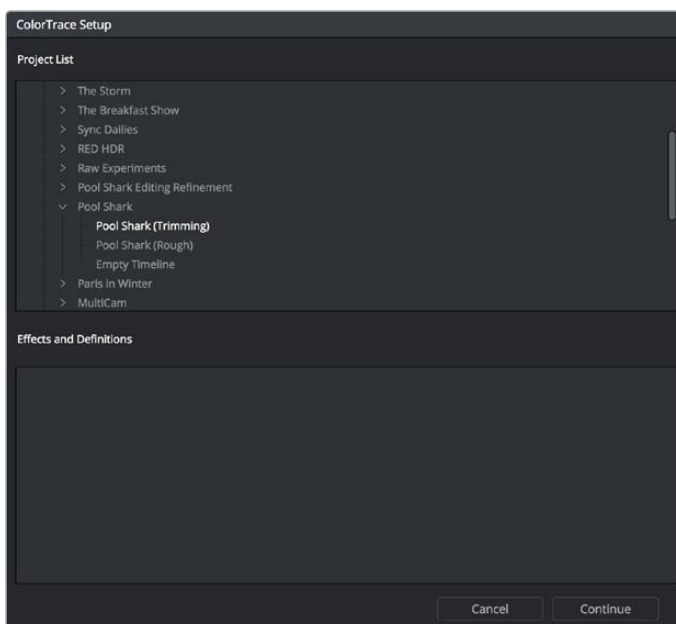 ColorTrace Setup
Project List
> The Storm
> The Breakfast Show
> Sync Dailies
> RED HDR
> Raw Experiments
> Pool Shark Editing Refinement
Pool Shark
Pool Shark (Trimming)
Pool Shark (Rough)
Empty Timeline
> Paris in Winter
> MultiCam
Effects and Definitions
Cancel Continue